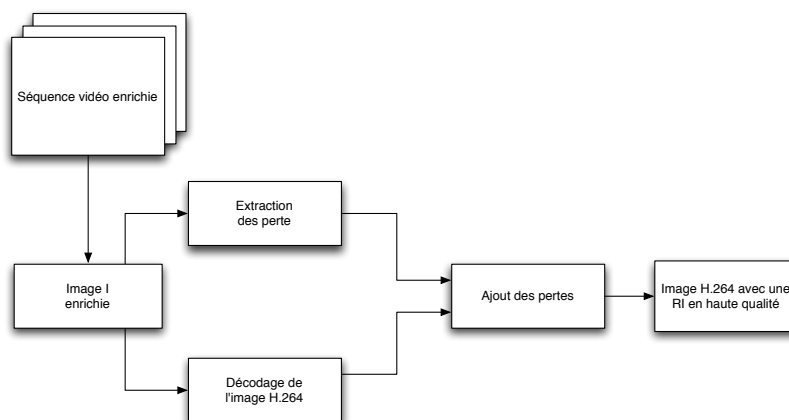 Séquence vidéo enrichie
Extraction
des perte
Image I
enrichie
Ajout des pertes
Image H.264 avec une
RI en haute qualité
Décodage de
l'image H.264